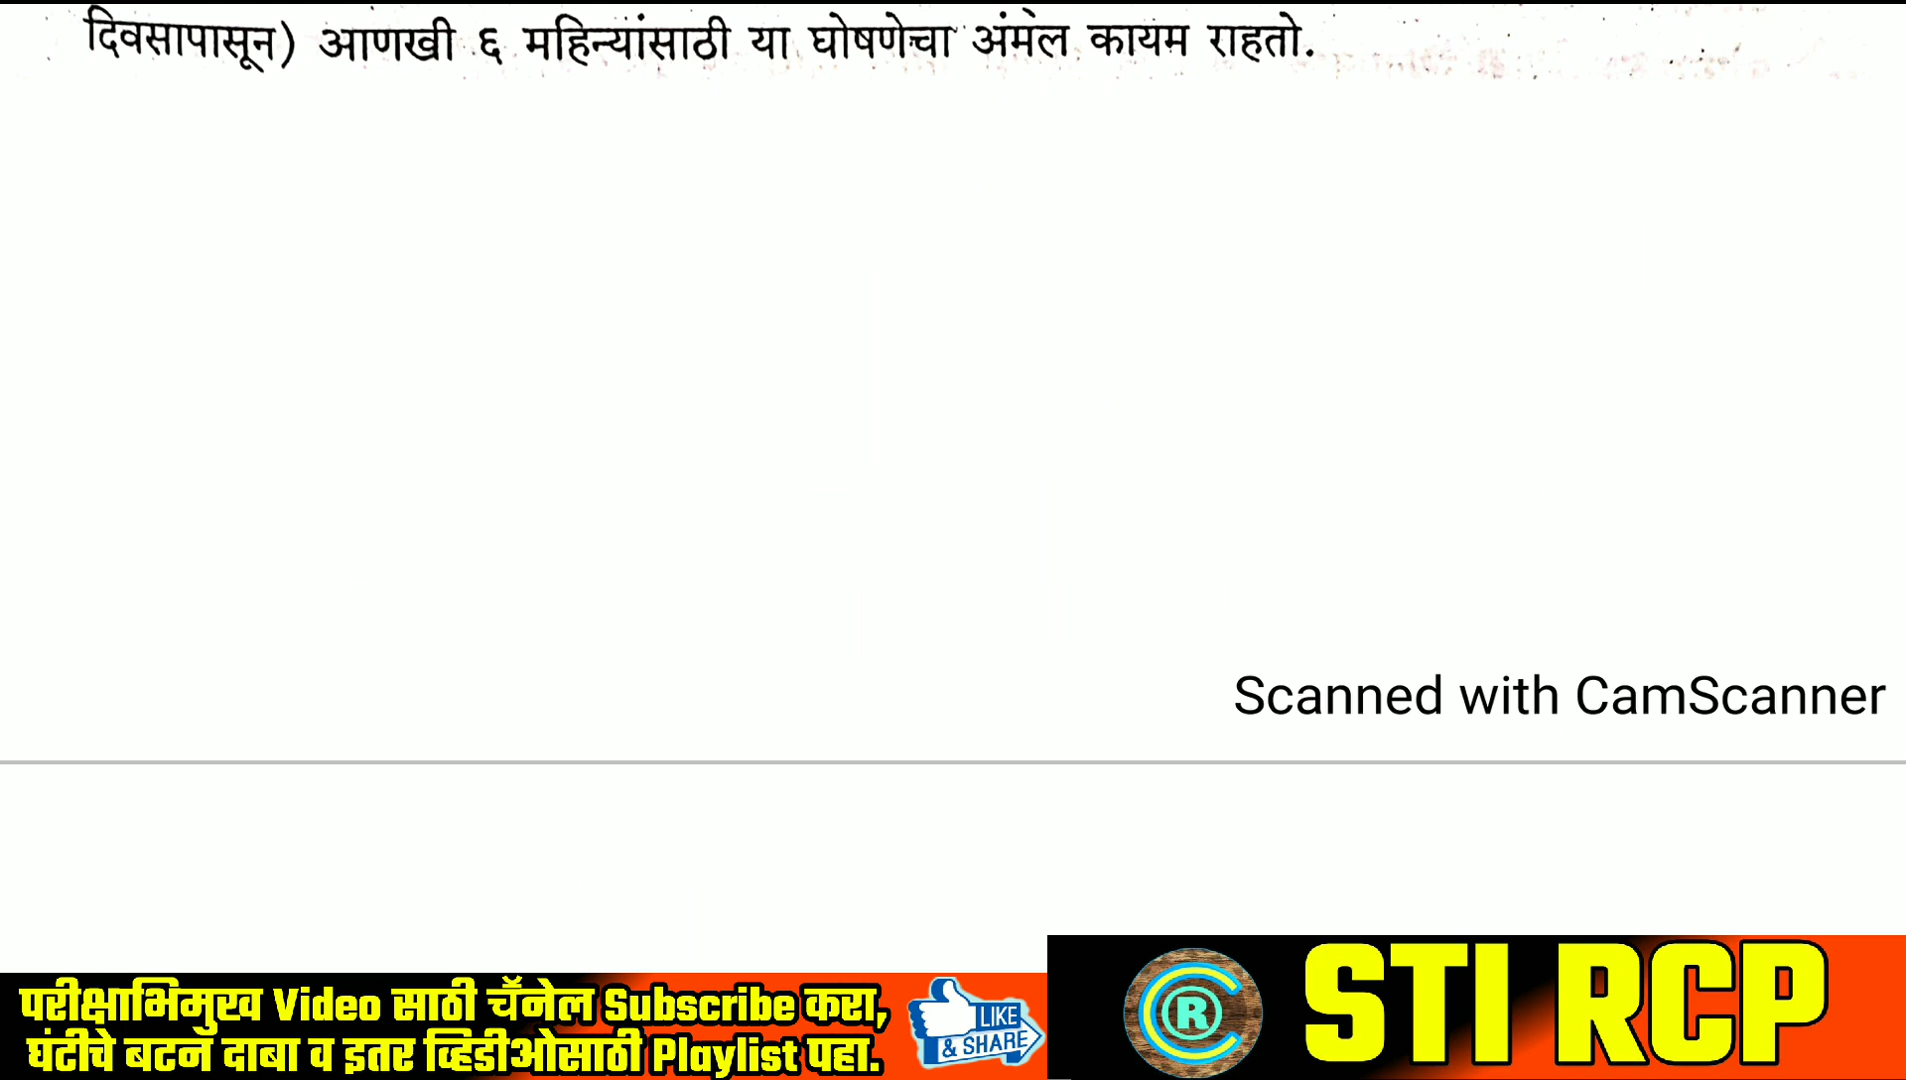 दिवसापासून) आणखी ६ महिन्यांसाठी या घोषणेचा अंमल कायम राहतो.
Scanned with CamScanner
परीक्षाभिमुख Video साठी चॅनेल Subscribe करा,
घंटीचे बटन दाबा व इतर व्हिडीओसाठी Playlist पहा.
LIKE
& SHARE
R
STI RCP